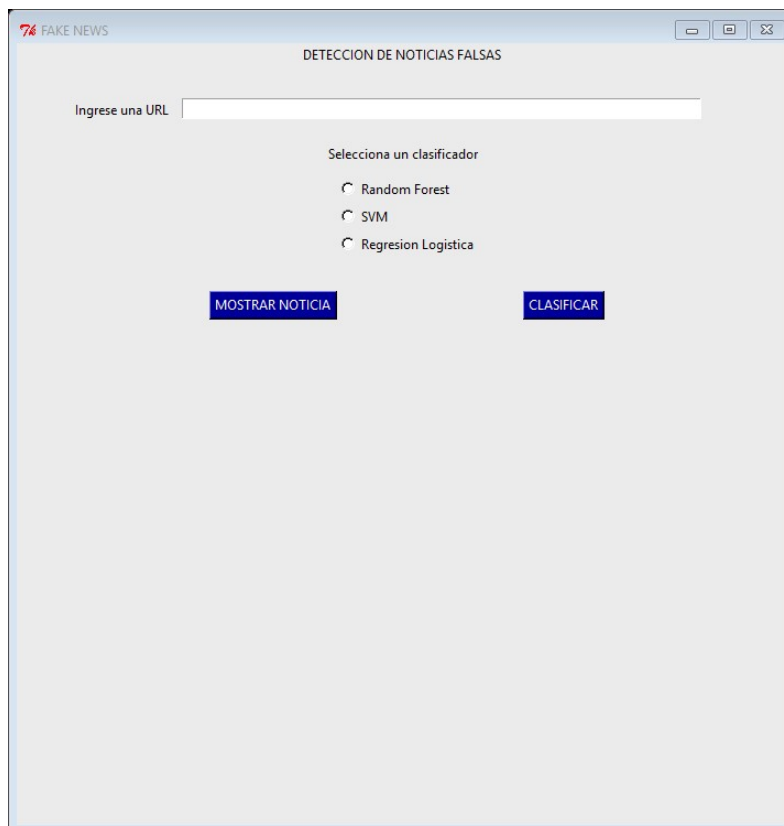 FAKE NEWS
DETECCION DE NOTICIAS FALSAS
Ingrese una URL
Selecciona un clasificador
Random Forest
SVM
Regresion Logistica
MOSTRAR NOTICIA
CLASIFICAR